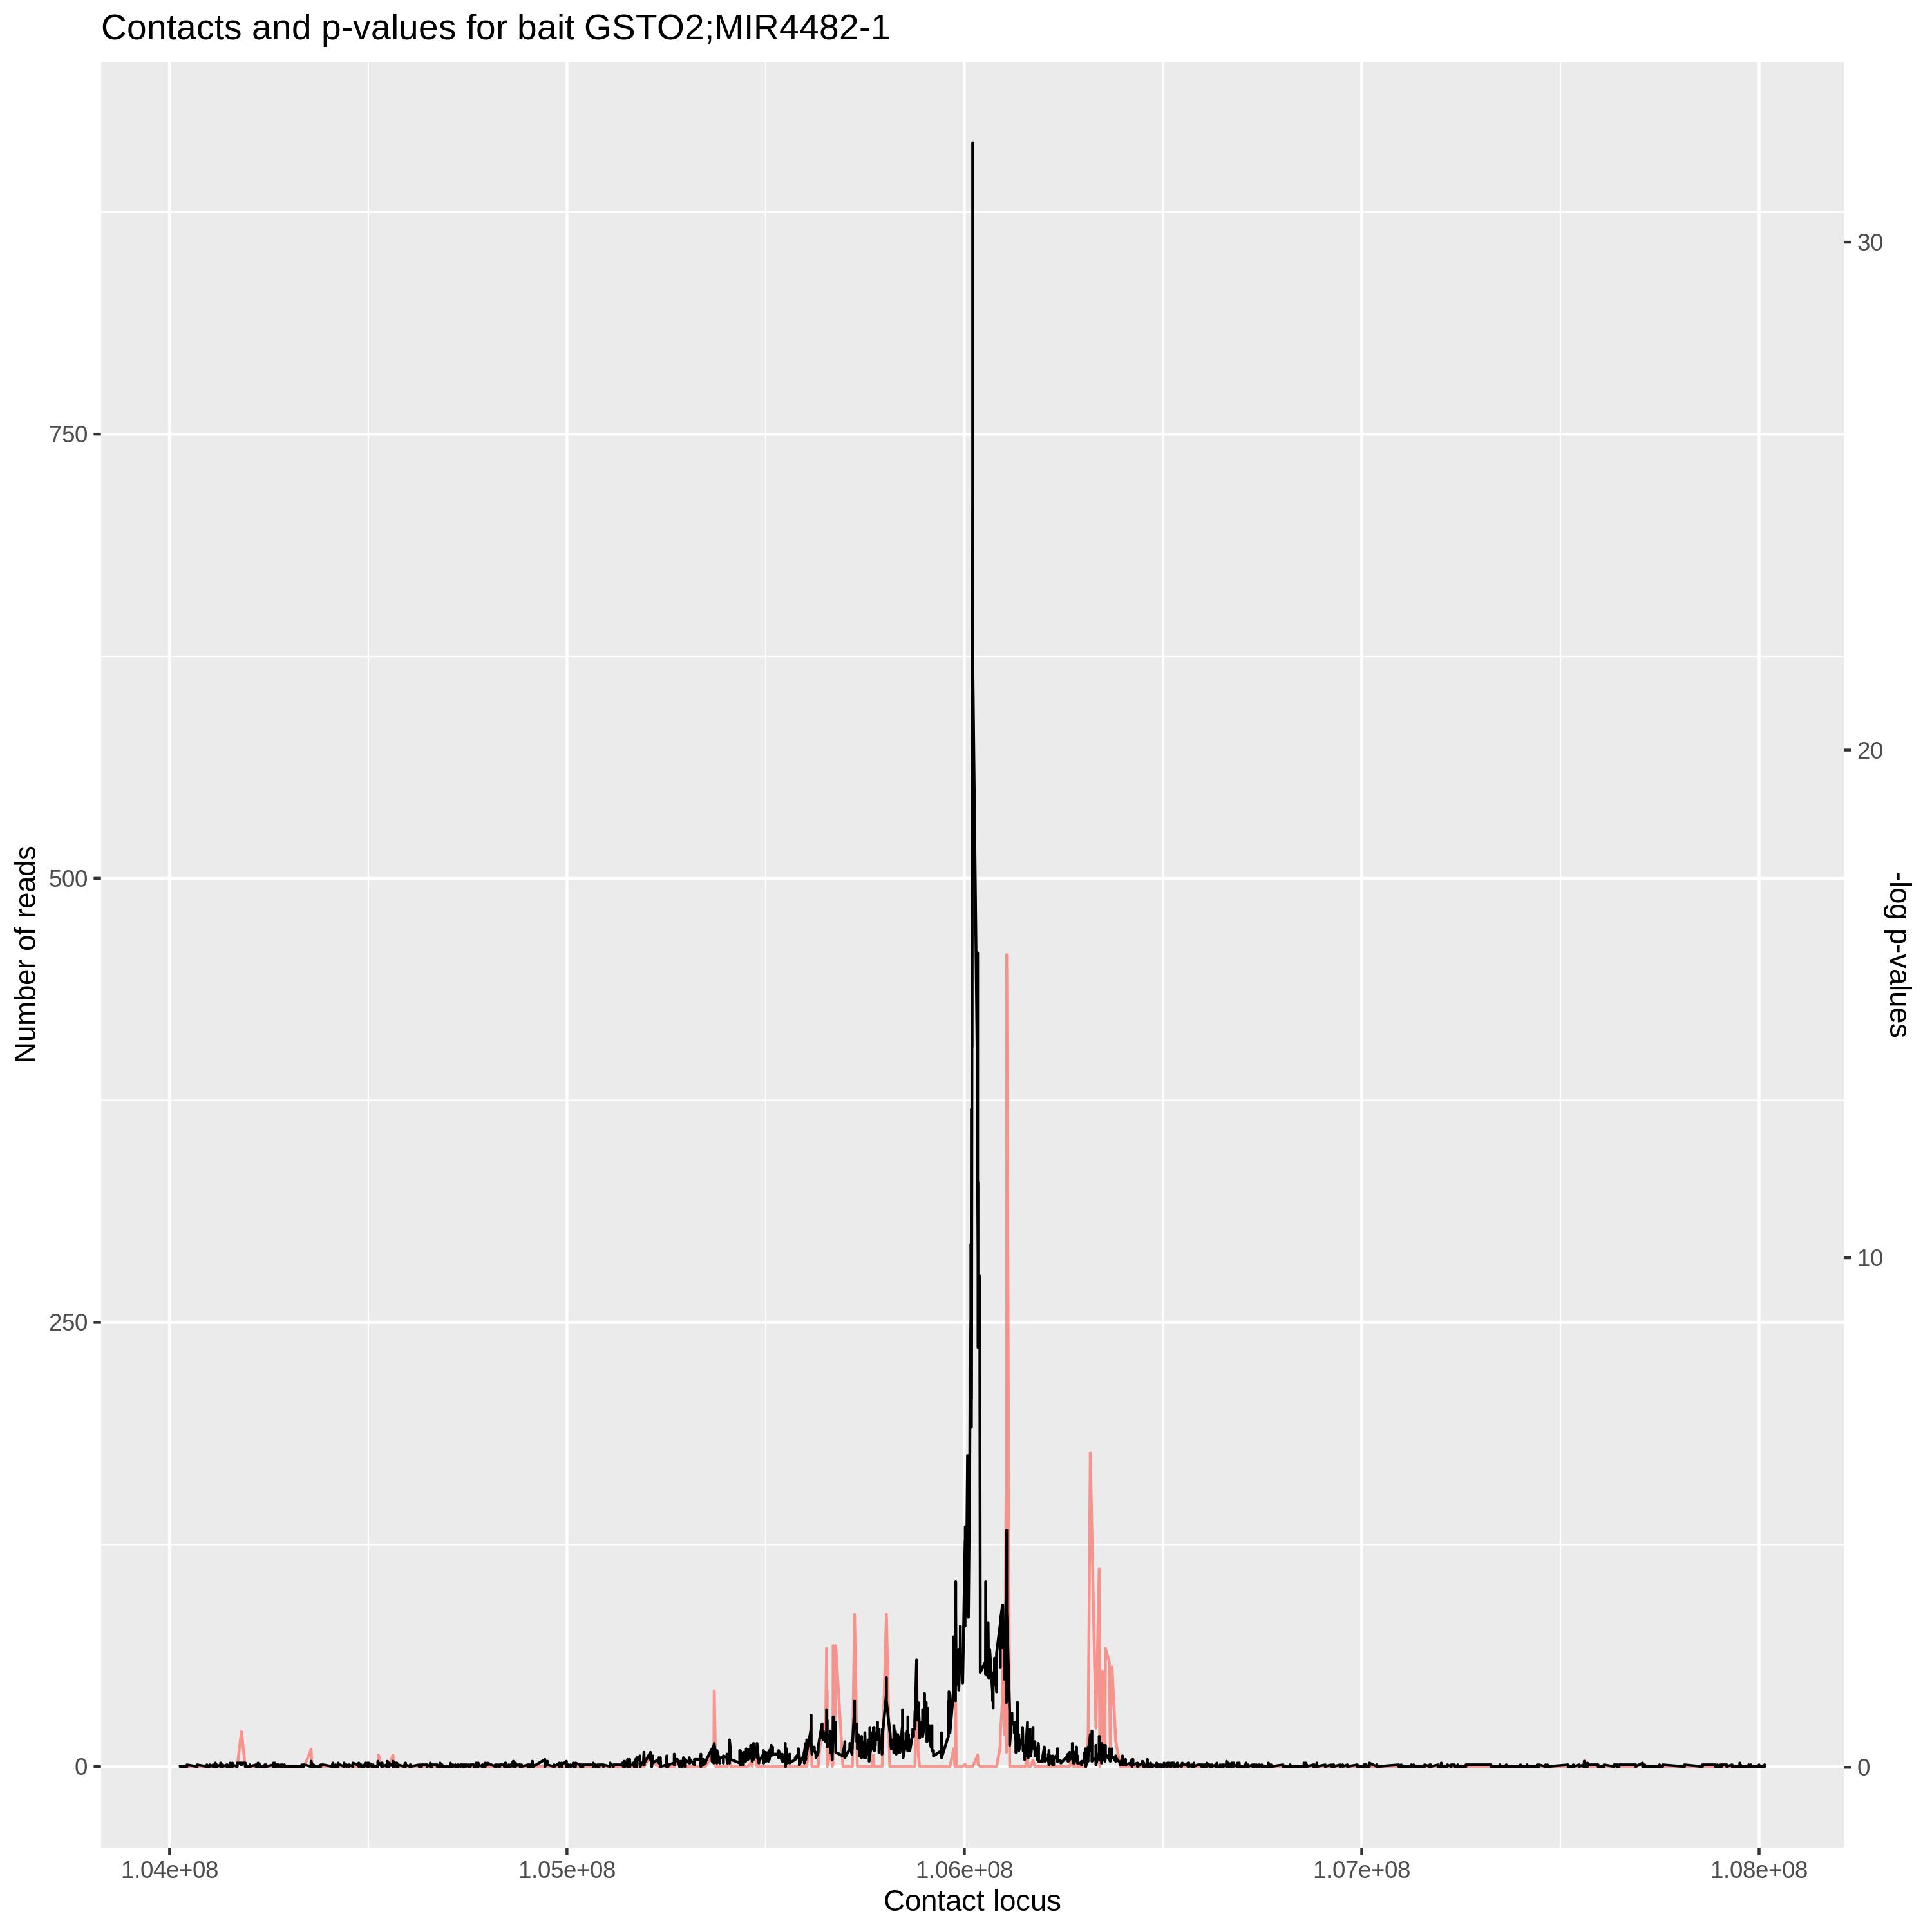 Contacts and p-values for bait GSTO2;MIR4482-1
750
500
250
0
Number of reads
30
20
10
0
-log p-values
1.04e+08 1.05e+08 1.06e+08 1.07e+08 1.08e+08
Contact locus